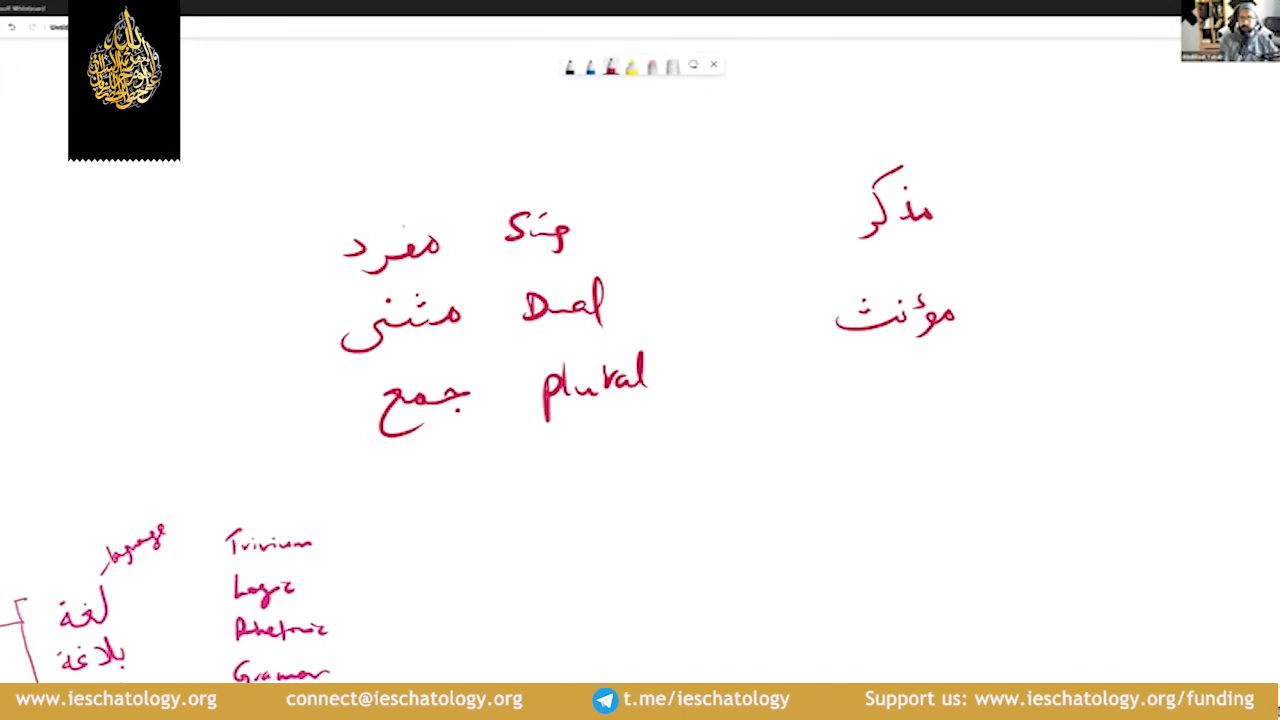 مفرد Sing
مثنى Dual
جمع plural
مذكر
مؤنث
language
لغة
بلاغة
Trivium
Logic
Rhetoric
Gramar
www.ieschatology.org
connect@ieschatology.org
t.me/ieschatology
Support us: www.ieschatology.org/funding